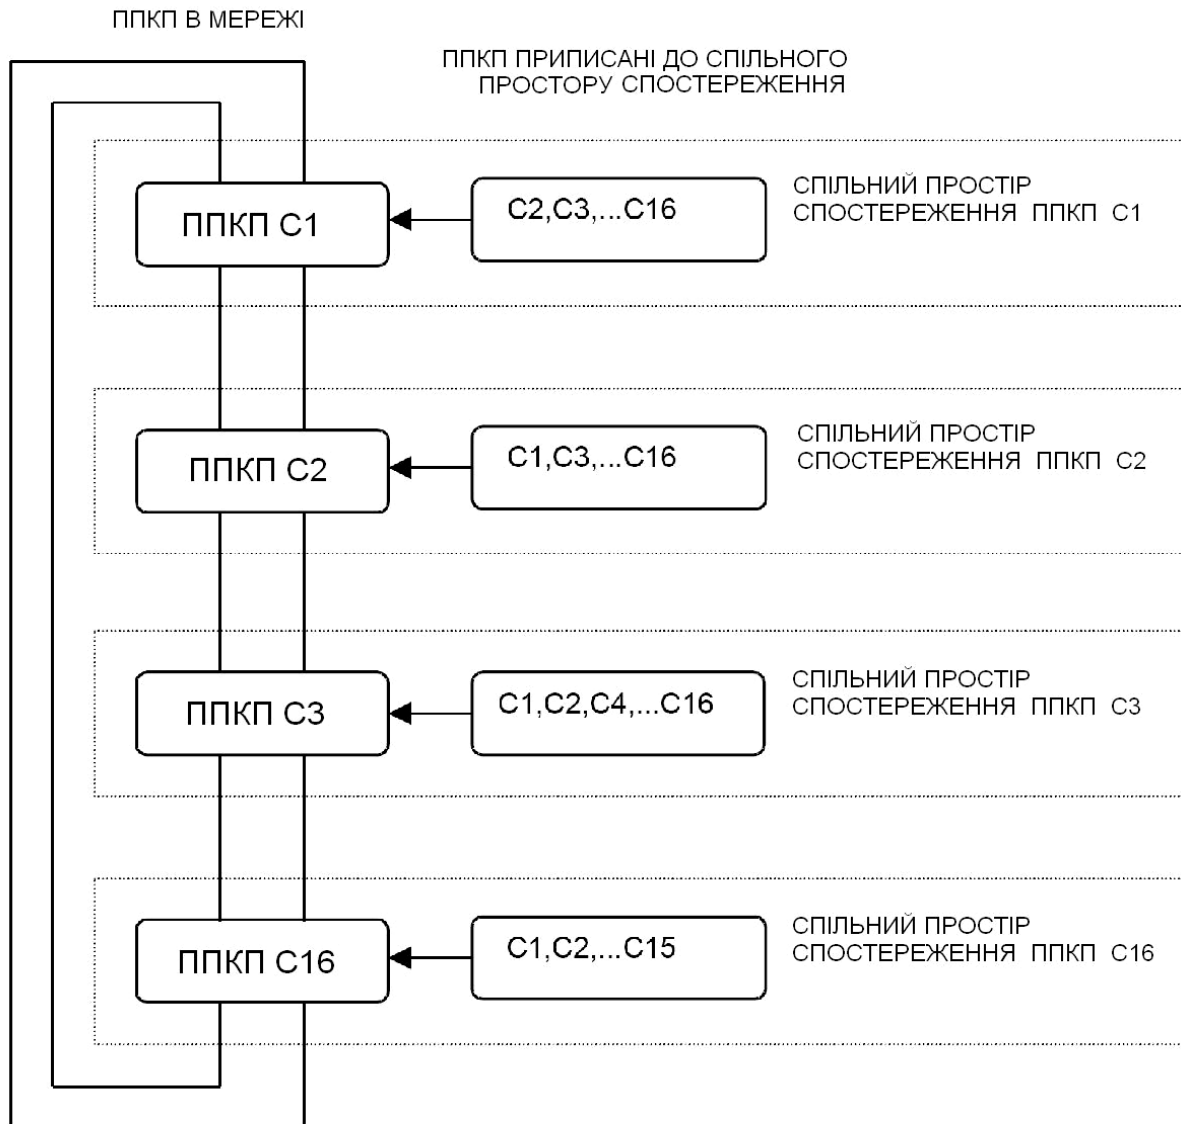 ППКП В МЕРЕЖІ
ППКП ПРИПИСАНІ ДО СПІЛЬНОГО
ПРОСТОРУ СПОСТЕРЕЖЕННЯ
ППКП С1
С2,С3,...С16
СПІЛЬНИЙ ПРОСТІР
СПОСТЕРЕЖЕННЯ ППКП С1
ППКП С2
С1,С3,...С16
СПІЛЬНИЙ ПРОСТІР
СПОСТЕРЕЖЕННЯ ППКП С2
ППКП С3
С1,С2,С4,...С16
СПІЛЬНИЙ ПРОСТІР
СПОСТЕРЕЖЕННЯ ППКП С3
ППКП С16
С1,С2,...С15
СПІЛЬНИЙ ПРОСТІР
СПОСТЕРЕЖЕННЯ ППКП С16